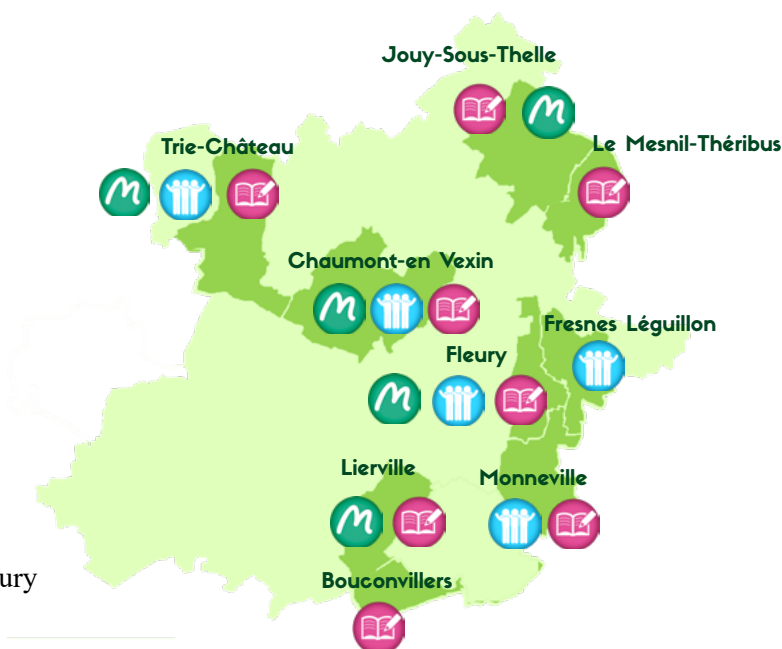 Jouy-Sous-Thelle
Trie-Château
Le Mesnil-Théribus
Chaumont-en Vexin
Fresnes Léguillon
Fleury
Lierville
Monneville
ury
Bouconvillers